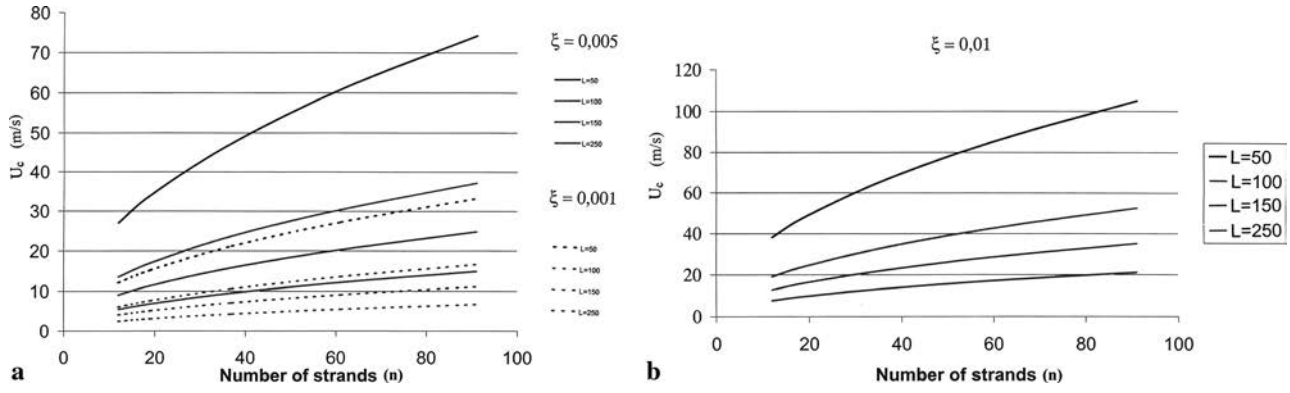 80
70
60
50
40
30
20
10
0
U_c (m/s)
0 20 40 60 80 100
Number of strands (n)
a
ξ = 0,005
L=50
L=100
L=150
L=250
ξ = 0,001
L=50
L=100
L=150
L=250
ξ = 0,01
120
100
80
60
40
20
0
U_c (m/s)
0 20 40 60 80 100
Number of strands (n)
b
L=50
L=100
L=150
L=250